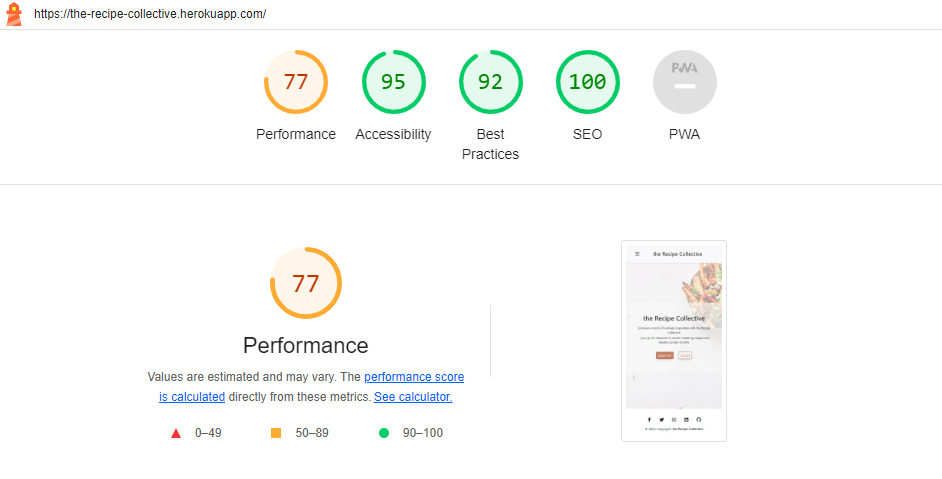 https://the-recipe-collective.herokuapp.com/
77
95
92
100
PWA
Performance
Accessibility
Best
Practices
SEO
PWA
77
Performance
Values are estimated and may vary. The performance score
is calculated directly from these metrics. See calculator.
0–49
50–89
90–100
the Recipe Collective
the Recipe Collective